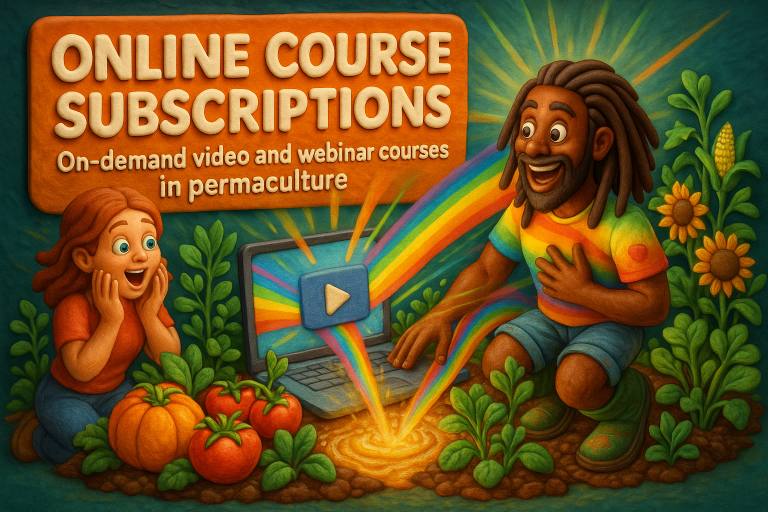 ONLINE COURSE
SUBSCRIPTIONS
On-demand video and webinar courses
in permaculture